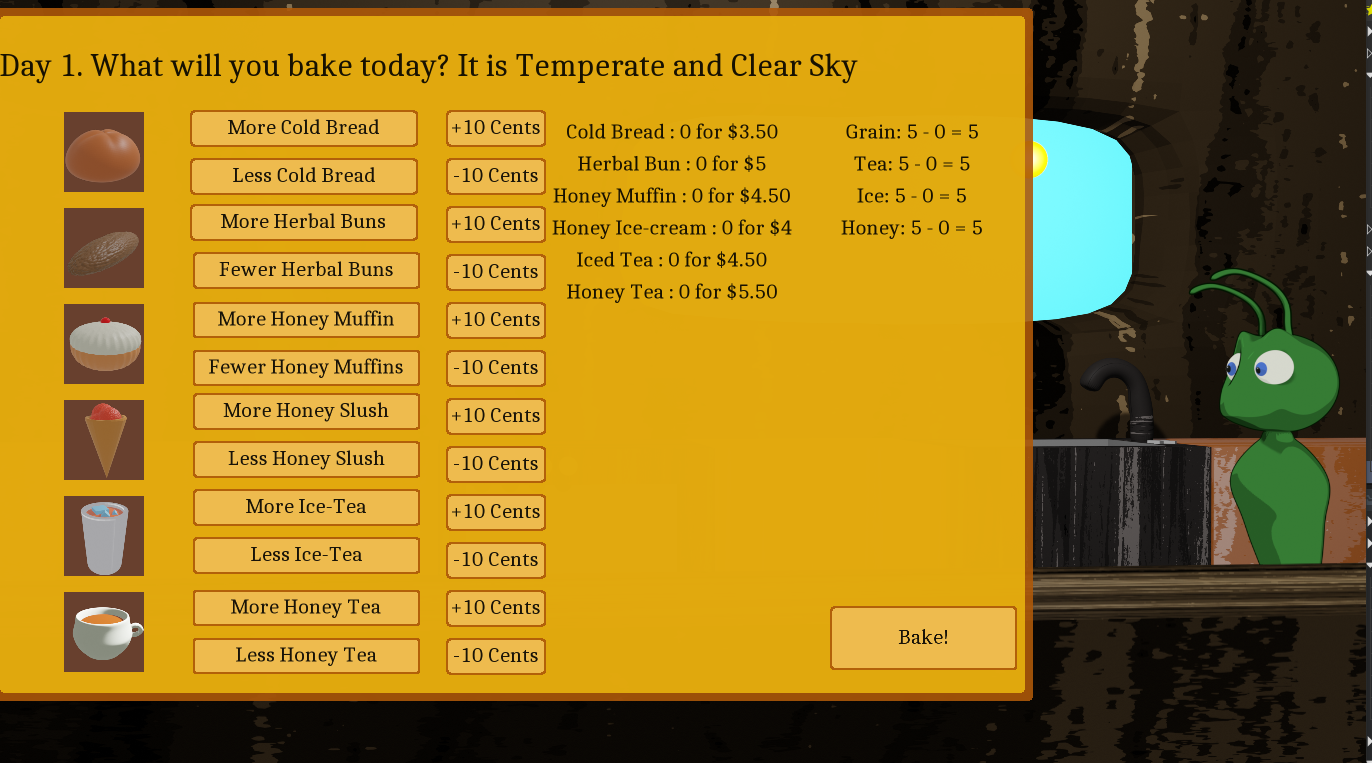 Day 1. What will you bake today? It is Temperate and Clear Sky
More Cold Bread
+10 Cents
Less Cold Bread
-10 Cents
More Herbal Buns
+10 Cents
Fewer Herbal Buns
-10 Cents
More Honey Muffin
+10 Cents
Fewer Honey Muffins
-10 Cents
More Honey Slush
+10 Cents
Less Honey Slush
-10 Cents
More Ice-Tea
+10 Cents
Less Ice-Tea
-10 Cents
More Honey Tea
+10 Cents
Less Honey Tea
-10 Cents
Cold Bread : 0 for $3.50
Herbal Bun : 0 for $5
Honey Muffin : 0 for $4.50
Honey Ice-cream : 0 for $4
Iced Tea : 0 for $4.50
Honey Tea : 0 for $5.50
Grain: 5 - 0 = 5
Tea: 5 - 0 = 5
Ice: 5 - 0 = 5
Honey: 5 - 0 = 5
Bake!